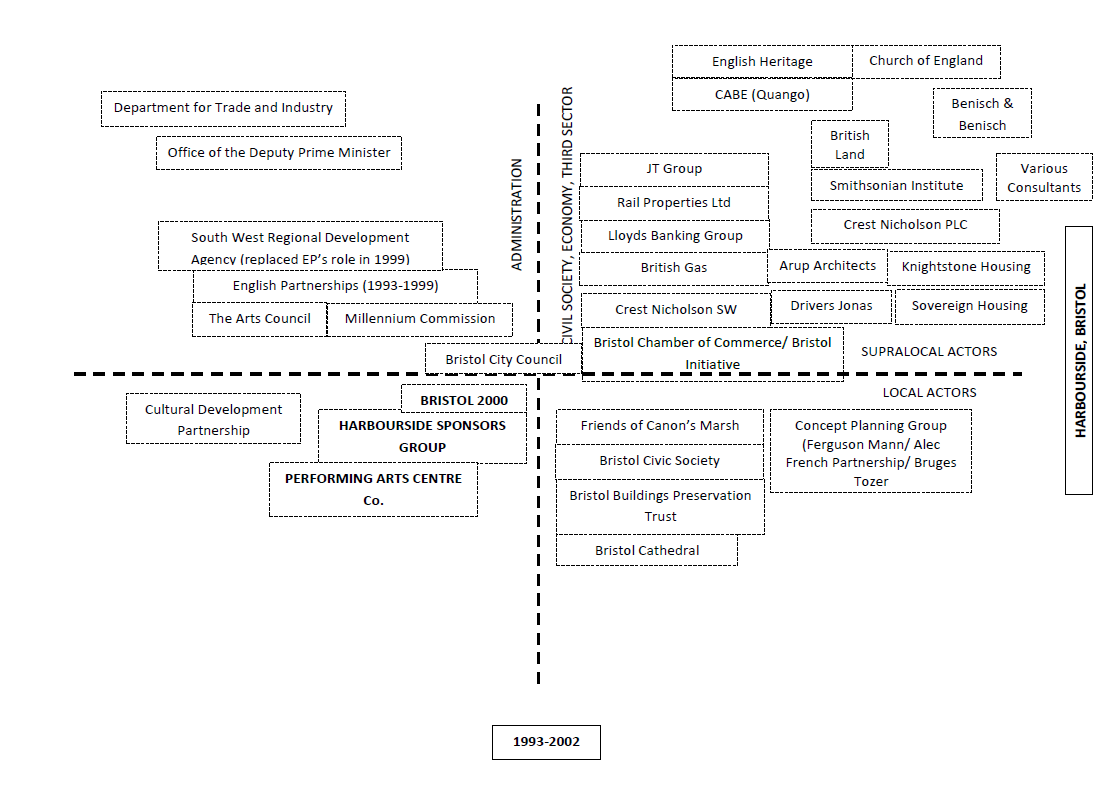 English Heritage
Church of England
CABE (Quango)
Benisch &
Benisch
Department for Trade and Industry
Office of the Deputy Prime Minister
British
Land
JT Group
Smithsonian Institute
Various
Consultants
Rail Properties Ltd
Crest Nicholson PLC
South West Regional Development
Agency (replaced EP's role in 1999)
Lloyds Banking Group
British Gas
Arup Architects
Knightstone Housing
English Partnerships (1993-1999)
The Arts Council
Millennium Commission
Crest Nicholson SW
Drivers Jonas
Sovereign Housing
ADMINISTRATION
CIVIL SOCIETY, ECONOMY, THIRD SECTOR
Bristol City Council
Bristol Chamber of Commerce/ Bristol
Initiative
SUPRALOCAL ACTORS
LOCAL ACTORS
HARBOURSIDE, BRISTOL
Cultural Development
Partnership
BRISTOL 2000
HARBOURSIDE SPONSORS
GROUP
PERFORMING ARTS CENTRE
Co.
Friends of Canon's Marsh
Bristol Civic Society
Bristol Buildings Preservation
Trust
Bristol Cathedral
Concept Planning Group
(Ferguson Mann/ Alec
French Partnership/ Bruges
Tozer
1993-2002